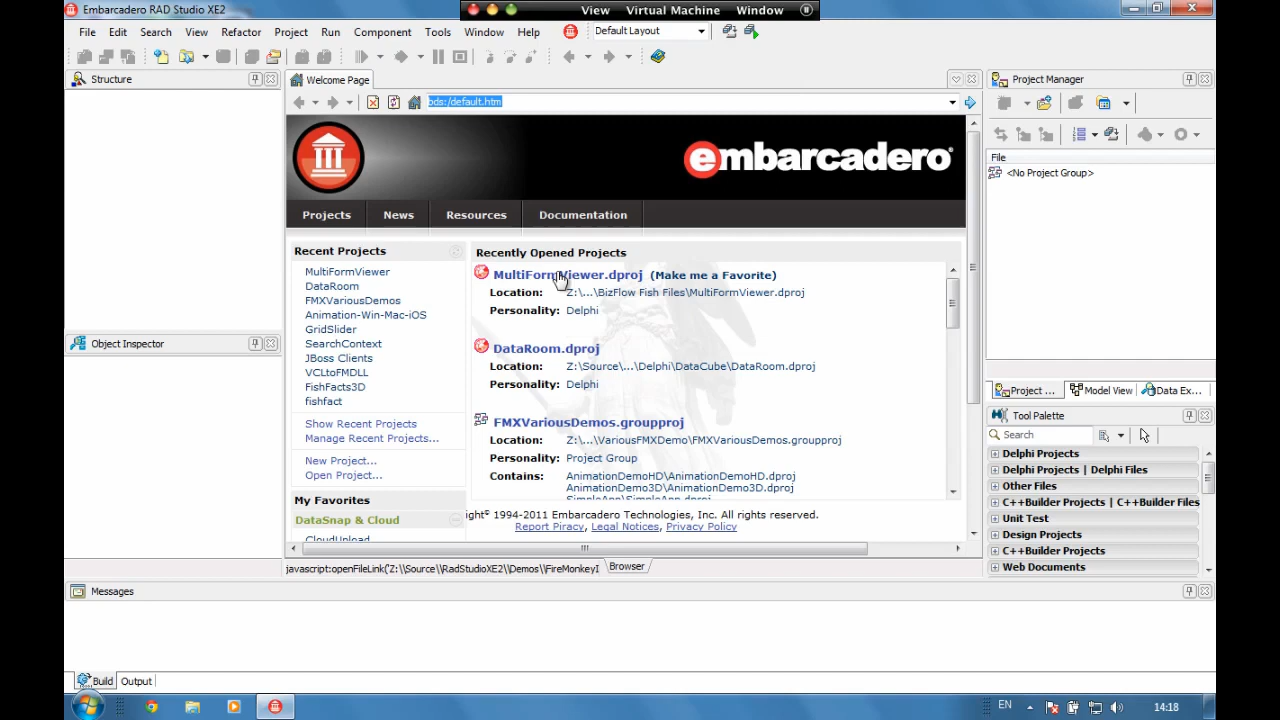 Embarcadero RAD Studio XE2
View Virtual Machine Window
File Edit Search View Refactor Project Run Component Tools Window Help
Default Layout
Structure
Welcome Page
Project Manager
bds:/default.htm
embarcadero
File
<No Project Group>
Projects News Resources Documentation
Recent Projects
MultiFormViewer
DataRoom
FMXVariousDemos
Animation-Win-Mac-iOS
GridSlider
SearchContext
JBoss Clients
VCLtoFMDLL
FishFacts3D
fishfact
Show Recent Projects
Manage Recent Projects...
New Project...
Open Project...
My Favorites
DataSnap & Cloud
CloudUpload
Recently Opened Projects
MultiFormViewer.dproj (Make me a Favorite)
Location: Z:\...\BizFlow Fish Files\MultiFormViewer.dproj
Personality: Delphi
DataRoom.dproj
Location: Z:\Source\...\Delphi\DataCube\DataRoom.dproj
Personality: Delphi
FMXVariousDemos.groupproj
Location: Z:\...\VariousFMXDemo\FMXVariousDemos.groupproj
Personality: Project Group
Contains: AnimationDemoHD\AnimationDemoHD.dproj
AnimationDemo3D\AnimationDemo3D.dproj
SimpleApp\SimpleApp.dproj
ight© 1994-2011 Embarcadero Technologies, Inc. All rights reserved.
Report Piracy, Legal Notices, Privacy Policy
javascript:openFileLink('Z:\\Source\\RadStudioXE2\\Demos\\FireMonkeyI
Browser
Object Inspector
Project ... Model View Data Ex...
Tool Palette
Search
Delphi Projects
Delphi Projects | Delphi Files
Other Files
C++Builder Projects | C++Builder Files
Unit Test
Design Projects
C++Builder Projects
Web Documents
Messages
Build Output
EN 14:18